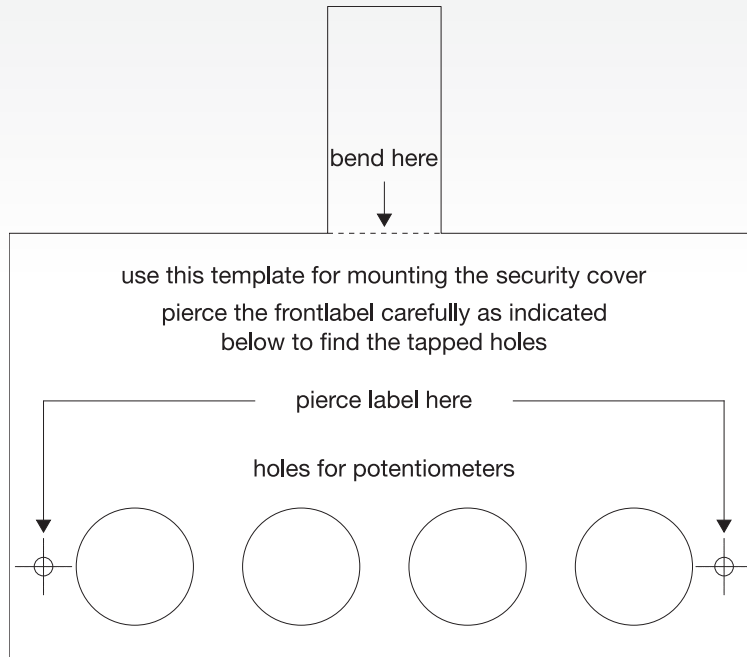 bend here
use this template for mounting the security cover
pierce the frontlabel carefully as indicated
below to find the tapped holes
pierce label here
holes for potentiometers